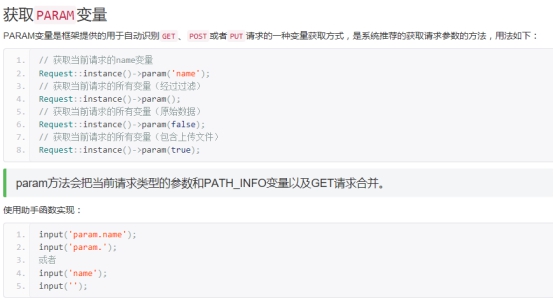 获取 PARAM 变量
PARAM变量是框架提供的用于自动识别 GET 、 POST 或者 PUT 请求的一种变量获取方式，是系统推荐的获取请求参数的方法，用法如下：
1. // 获取当前请求的name变量
2. Request::instance()->param('name');
3. // 获取当前请求的所有变量（经过过滤）
4. Request::instance()->param();
5. // 获取当前请求的所有变量（原始数据）
6. Request::instance()->param(false);
7. // 获取当前请求的所有变量（包含上传文件）
8. Request::instance()->param(true);
param方法会把当前请求类型的参数和PATH_INFO变量以及GET请求合并。
使用助手函数实现：
1. input('param.name');
2. input('param.');
3. 或者
4. input('name');
5. input('');